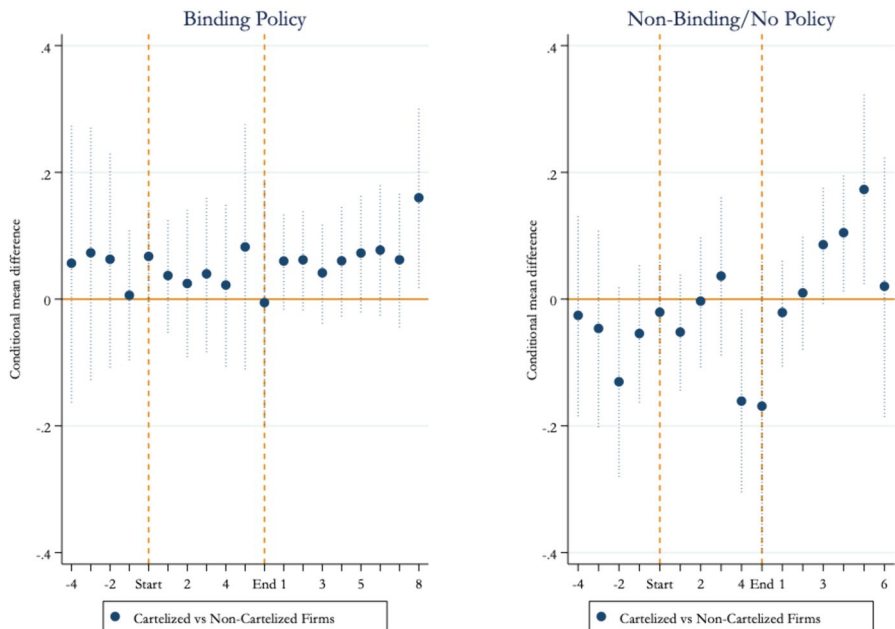 Binding Policy
Conditional mean difference
.4
.2
0
-.2
-.4
-4 -2 Start 2 4 End 1 3 5 8
Cartelized vs Non-Cartelized Firms
Non-Binding/No Policy
Conditional mean difference
.4
.2
0
-.2
-.4
-4 -2 Start 2 4 End 1 3 6
Cartelized vs Non-Cartelized Firms